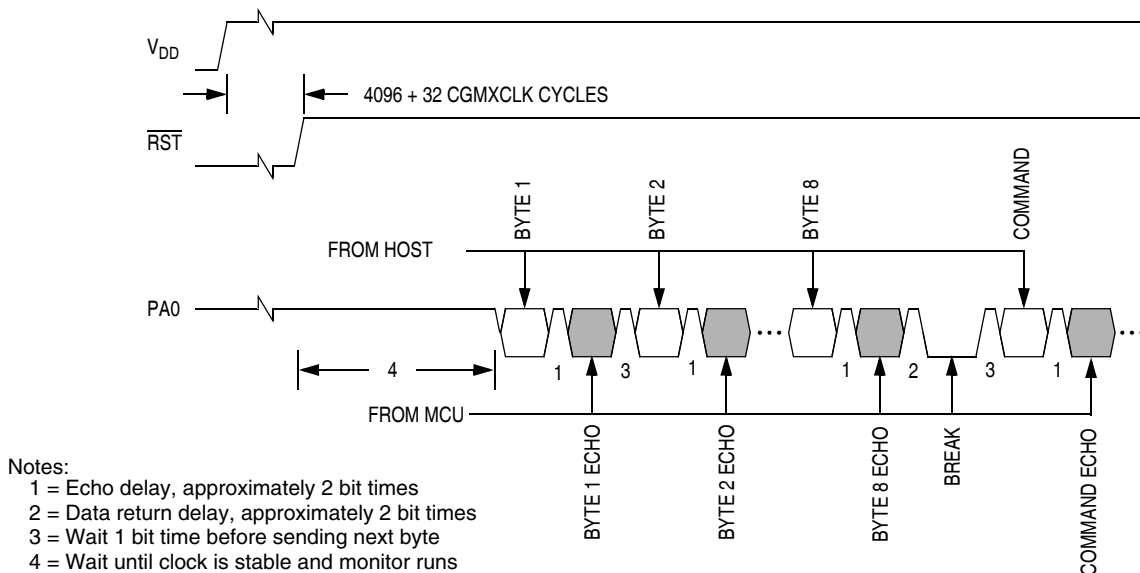 VDD
4096 + 32 CGMXCLK CYCLES
RST
BYTE 1
BYTE 2
BYTE 8
COMMAND
FROM HOST
PA0
4
1
3
1
1
2
3
1
FROM MCU
BYTE 1 ECHO
BYTE 2 ECHO
BYTE 8 ECHO
BREAK
COMMAND ECHO
Notes:
1 = Echo delay, approximately 2 bit times
2 = Data return delay, approximately 2 bit times
3 = Wait 1 bit time before sending next byte
4 = Wait until clock is stable and monitor runs